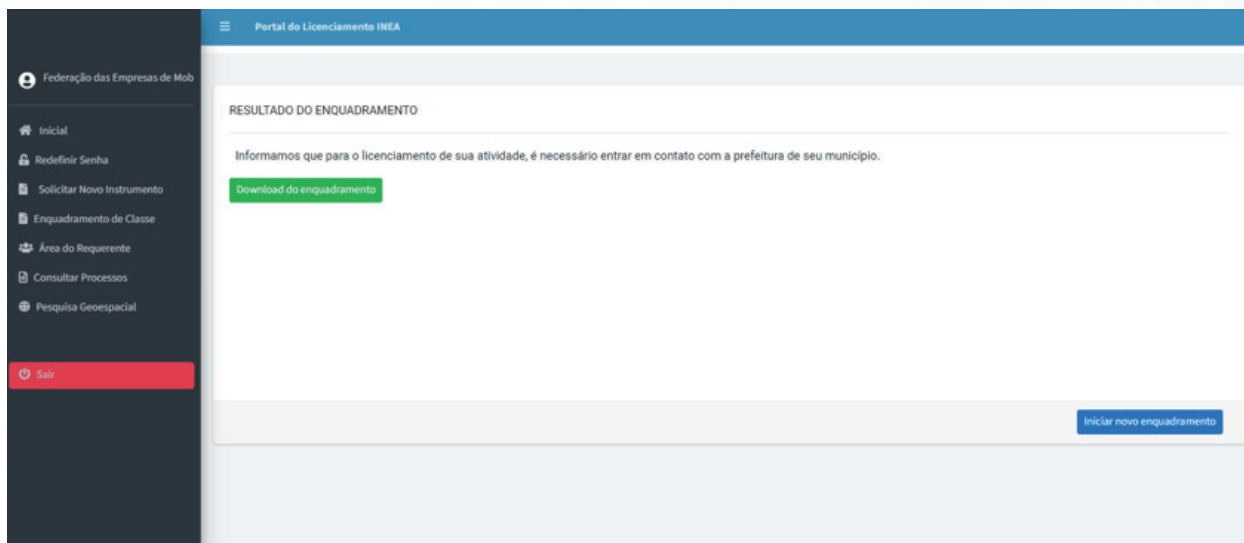 Portal do Licenciamento INEA
Federação das Empresas de Mob
Inicial
Redefinir Senha
Solicitar Novo Instrumento
Enquadramento de Classe
Área do Requerente
Consultar Processos
Pesquisa Geoespacial
Sair
RESULTADO DO ENQUADRAMENTO
Informamos que para o licenciamento de sua atividade, é necessário entrar em contato com a prefeitura de seu município.
Download do enquadramento
Iniciar novo enquadramento